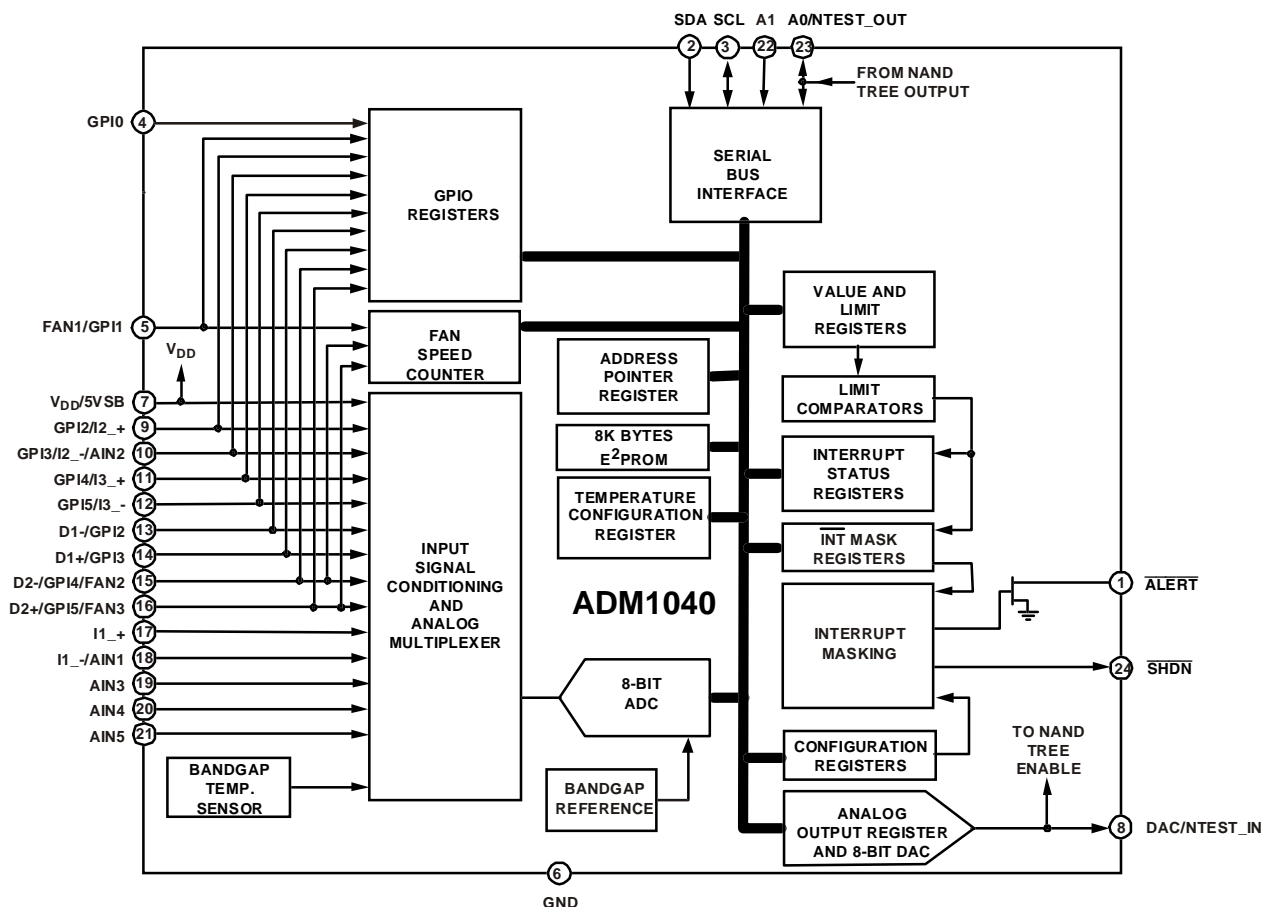 SDA SCL A1 A0/NTEST_OUT
2 3 22 23
FROM NAND
TREE OUTPUT
GPI0 4
SERIAL
BUS
INTERFACE
GPIO
REGISTERS
VALUE AND
LIMIT
REGISTERS
FAN1/GPI1 5
FAN
SPEED
COUNTER
VDD
ADDRESS
POINTER
REGISTER
LIMIT
COMPARATORS
VDD/5VSB 7
GPI2/I2_+ 9
GPI3/I2_-/AIN2 10
GPI4/I3_+ 11
GPI5/I3_- 12
D1-/GPI2 13
D1+/GPI3 14
D2-/GPI4/FAN2 15
D2+/GPI5/FAN3 16
I1_+ 17
I1_-/AIN1 18
AIN3 19
AIN4 20
AIN5 21
8K BYTES
E2PROM
INTERRUPT
STATUS
REGISTERS
TEMPERATURE
CONFIGURATION
REGISTER
INT MASK
REGISTERS
INPUT
SIGNAL
CONDITIONING
AND
ANALOG
MULTIPLEXER
ADM1040
1 ALERT
INTERRUPT
MASKING
24 SHDN
8-BIT
ADC
CONFIGURATION
REGISTERS
TO NAND
TREE
ENABLE
BANDGAP
TEMP.
SENSOR
BANDGAP
REFERENCE
ANALOG
OUTPUT REGISTER
AND 8-BIT DAC
8 DAC/NTEST_IN
6
GND